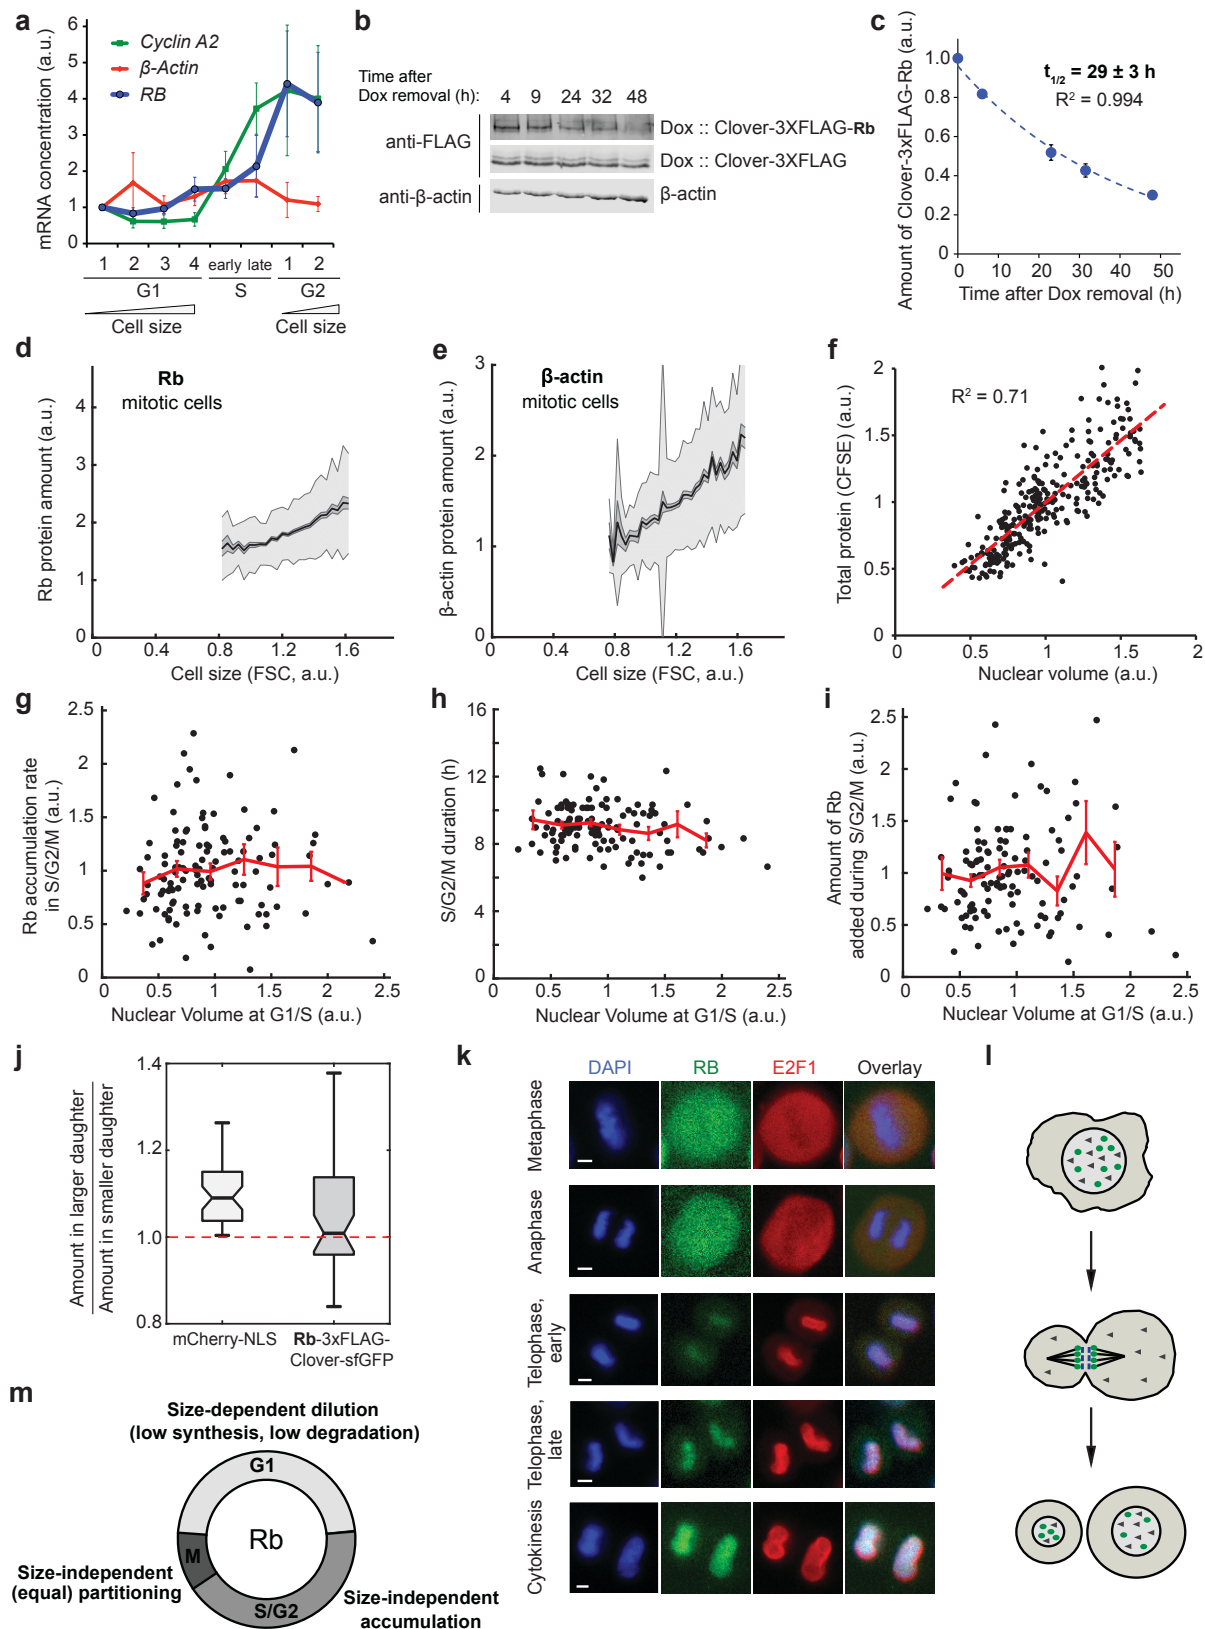 a
mRNA concentration (a.u.)
6
5
4
3
2
1
0
Cyclin A2
β-Actin
RB
1 2 3 4 early late 1 2
G1 S G2
Cell size Cell size
b
Time after
Dox removal (h): 4 9 24 32 48
anti-FLAG
Dox :: Clover-3XFLAG-Rb
Dox :: Clover-3XFLAG
anti-β-actin
β-actin
c
Amount of Clover-3xFLAG-Rb (a.u.)
1.0
0.8
0.6
0.4
0.2
0
t1/2 = 29 ± 3 h
R² = 0.994
0 10 20 30 40 50
Time after Dox removal (h)
d
Rb protein amount (a.u.)
4
3
2
1
0
Rb
mitotic cells
0 0.4 0.8 1.2 1.6
Cell size (FSC, a.u.)
e
β-actin protein amount (a.u.)
3
2
1
0
β-actin
mitotic cells
0 0.4 0.8 1.2 1.6
Cell size (FSC, a.u.)
f
Total protein (CFSE) (a.u.)
2
1.5
1
0.5
0
R² = 0.71
0 0.5 1 1.5 2
Nuclear volume (a.u.)
g
Rb accumulation rate
in S/G2/M (a.u.)
2.5
2
1.5
1
0.5
0
0 0.5 1 1.5 2 2.5
Nuclear Volume at G1/S (a.u.)
h
S/G2/M duration (h)
16
12
8
4
0
0 0.5 1 1.5 2 2.5
Nuclear Volume at G1/S (a.u.)
i
Amount of Rb
added during S/G2/M (a.u.)
2.5
2
1.5
1
0.5
0
0 0.5 1 1.5 2 2.5
Nuclear Volume at G1/S (a.u.)
j
Amount in larger daughter
Amount in smaller daughter
1.4
1.2
1.0
0.8
mCherry-NLS
Rb-3xFLAG-
Clover-sfGFP
k
DAPI RB E2F1 Overlay
Metaphase
Anaphase
Telophase,
early
Telophase,
late
Cytokinesis
l
m
Size-dependent dilution
(low synthesis, low degradation)
G1
Rb
M
S/G2
Size-independent
(equal) partitioning
Size-independent
accumulation